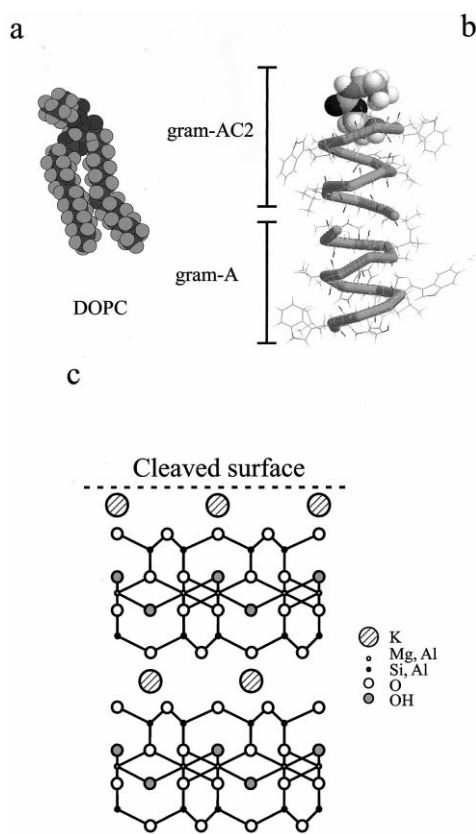 a
b
gram-AC2
gram-A
DOPC
c
Cleaved surface
K
Mg, Al
Si, Al
O
OH